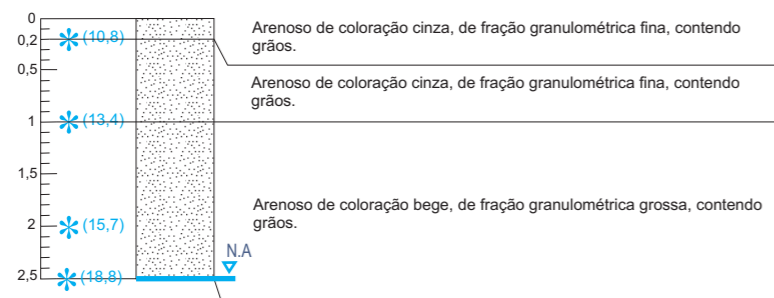 0
0,2
(10,8)
Arenoso de coloração cinza, de fração granulométrica fina, contendo
grãos.
0,5
Arenoso de coloração cinza, de fração granulométrica fina, contendo
grãos.
1
(13,4)
1,5
Arenoso de coloração bege, de fração granulométrica grossa, contendo
grãos.
2
(15,7)
N.A
2,5
(18,8)